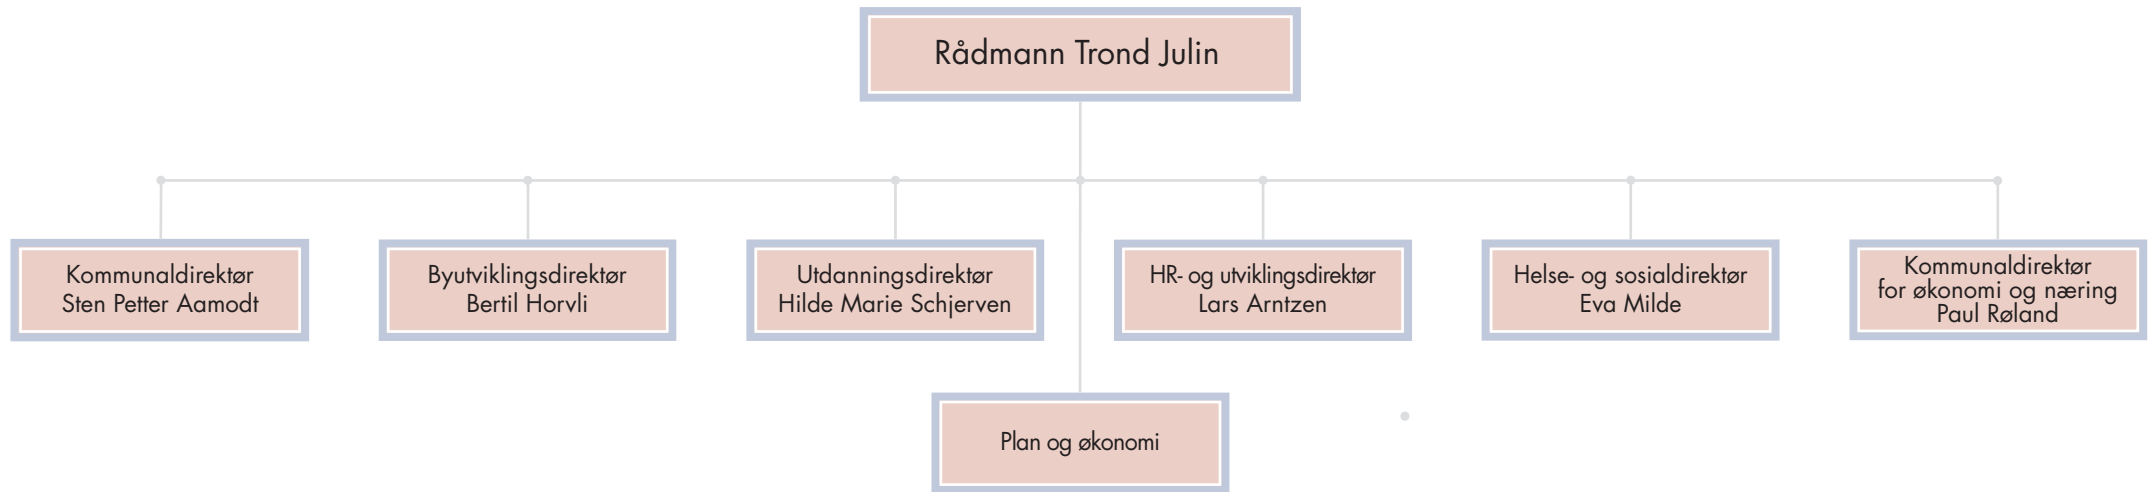 Rådmann Trond Julin
Kommunaldirektør
Sten Petter Aamodt
Byutviklingsdirektør
Bertil Horvli
Utdanningsdirektør
Hilde Marie Schjerven
HR- og utviklingsdirektør
Lars Arntzen
Helse- og sosialdirektør
Eva Milde
Kommunaldirektør
for økonomi og næring
Paul Røland
Plan og økonomi